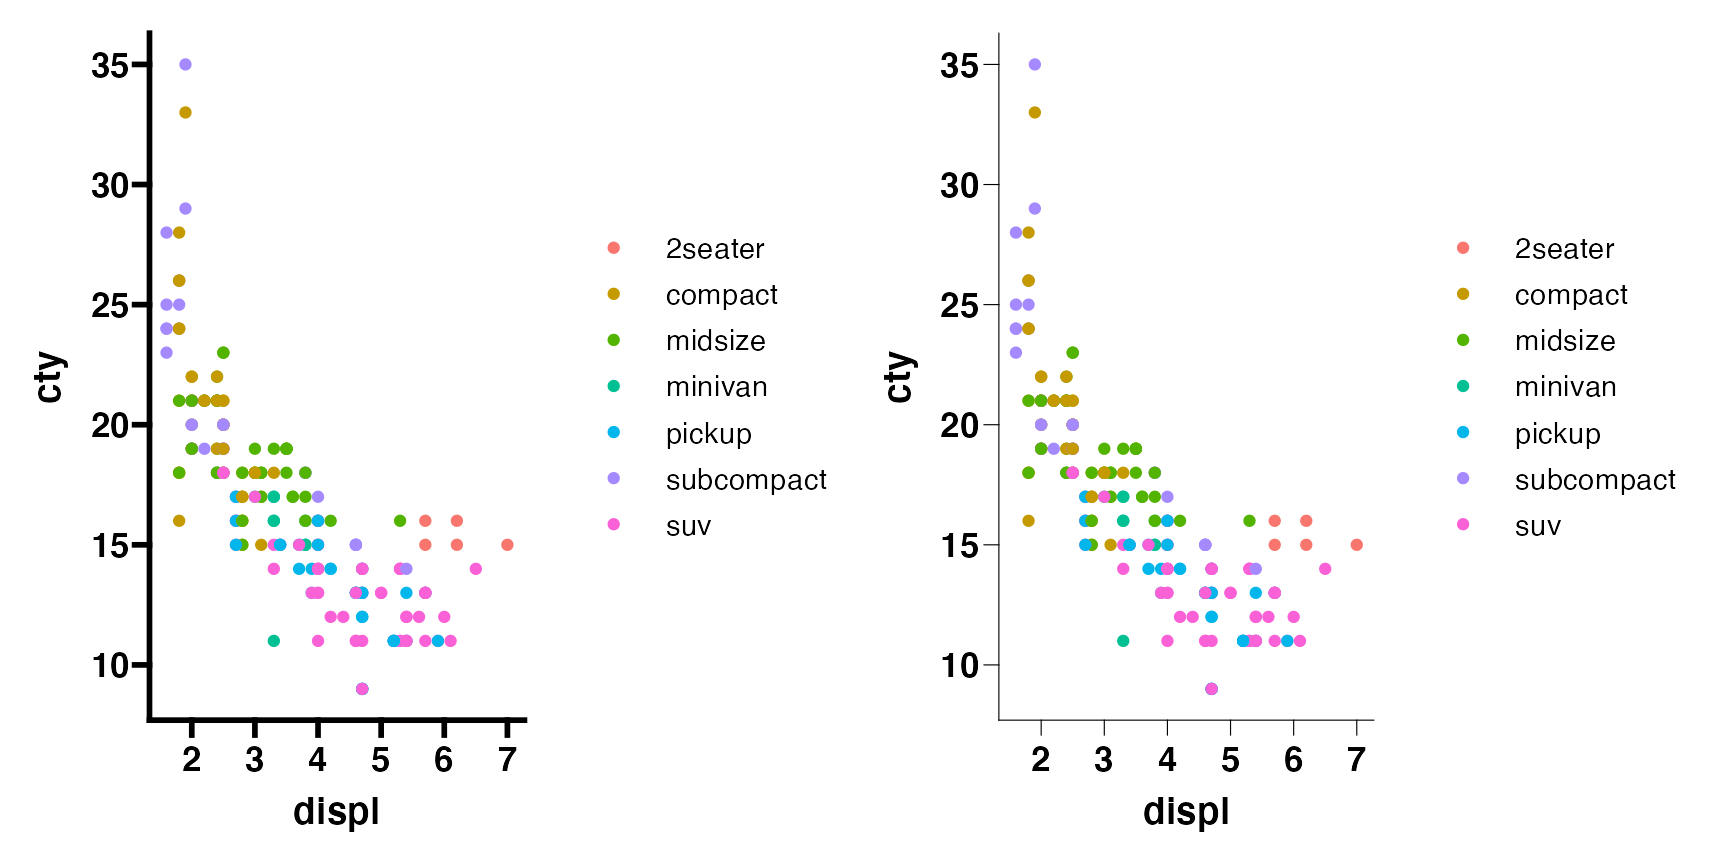 35
30
25
20
15
10
cty
2 3 4 5 6 7
displ
2seater
compact
midsize
minivan
pickup
subcompact
suv
35
30
25
20
15
10
cty
2 3 4 5 6 7
displ
2seater
compact
midsize
minivan
pickup
subcompact
suv